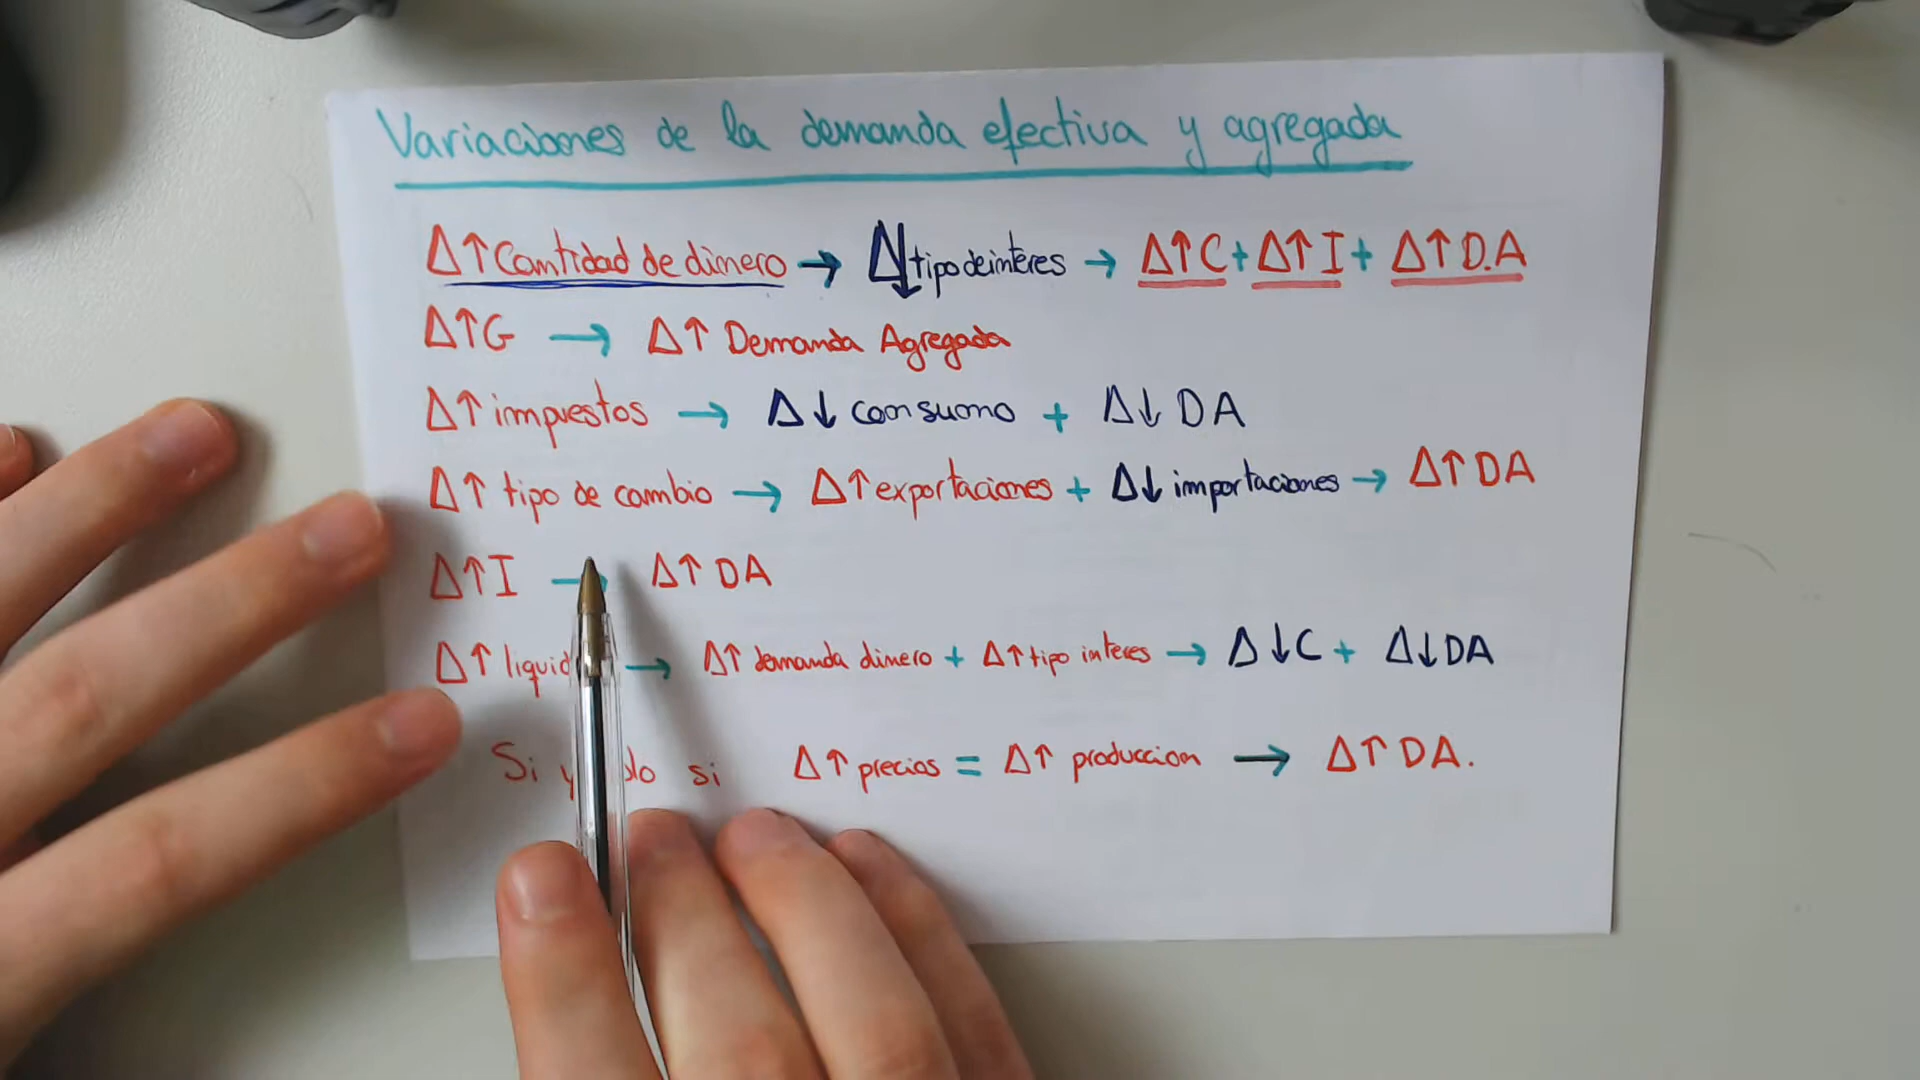 Variaciones de la demanda efectiva y agregada
Δ↑ Cantidad de dinero → Δ↓ tipo de interes → Δ↑ C + Δ↑ I + Δ↑ D.A
Δ↑ G → Δ↑ Demanda Agregada
Δ↑ impuestos → Δ↓ consumo + Δ↓ DA
Δ↑ tipo de cambio → Δ↑ exportaciones + Δ↓ importaciones → Δ↑ DA
Δ↑ I → Δ↑ DA
Δ↑ → Δ↑ demanda dinero + Δ↑ tipo interes → Δ↓ C + Δ↓ DA
Si y si Δ↑ precios = Δ↑ produccion → Δ↑ DA.